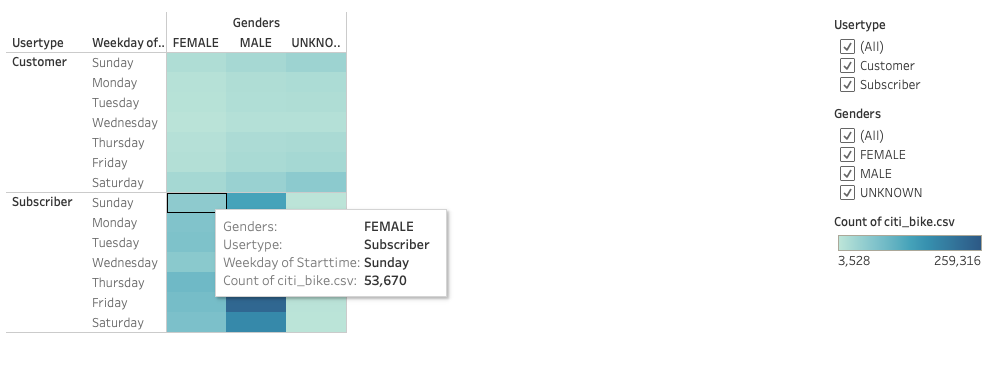 Genders
Usertype Weekday of.. FEMALE MALE UNKNO..
Customer Sunday
Monday
Tuesday
Wednesday
Thursday
Friday
Saturday
Subscriber Sunday
Monday
Tuesday
Wednesday
Thursday
Friday
Saturday
Genders: FEMALE
Usertype: Subscriber
Weekday of Starttime: Sunday
Count of citi_bike.csv: 53,670
Usertype
(All)
Customer
Subscriber
Genders
(All)
FEMALE
MALE
UNKNOWN
Count of citi_bike.csv
3,528 259,316